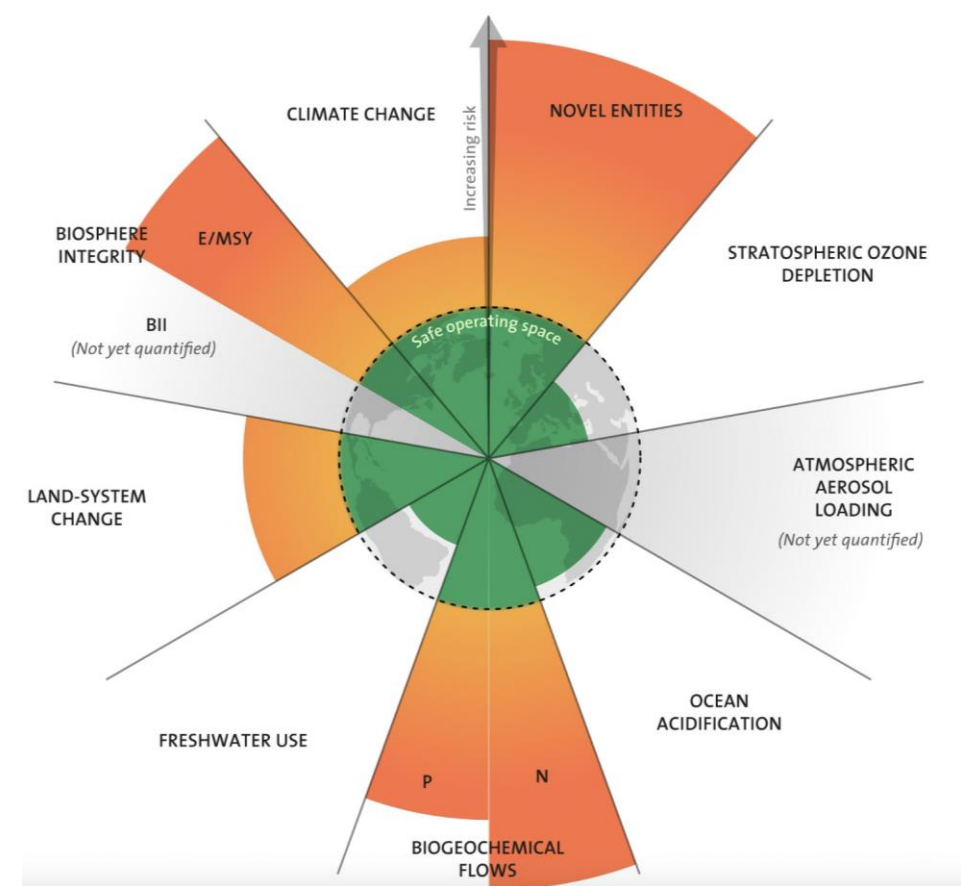 CLIMATE CHANGE
Increasing risk
NOVEL ENTITIES
STRATOSPHERIC OZONE
DEPLETION
BIOSPHERE
INTEGRITY
E/MSY
BII
(Not yet quantified)
Safe operating space
LAND-SYSTEM
CHANGE
ATMOSPHERIC
AEROSOL
LOADING
(Not yet quantified)
FRESHWATER USE
OCEAN
ACIDIFICATION
P
N
BIOGEOCHEMICAL
FLOWS